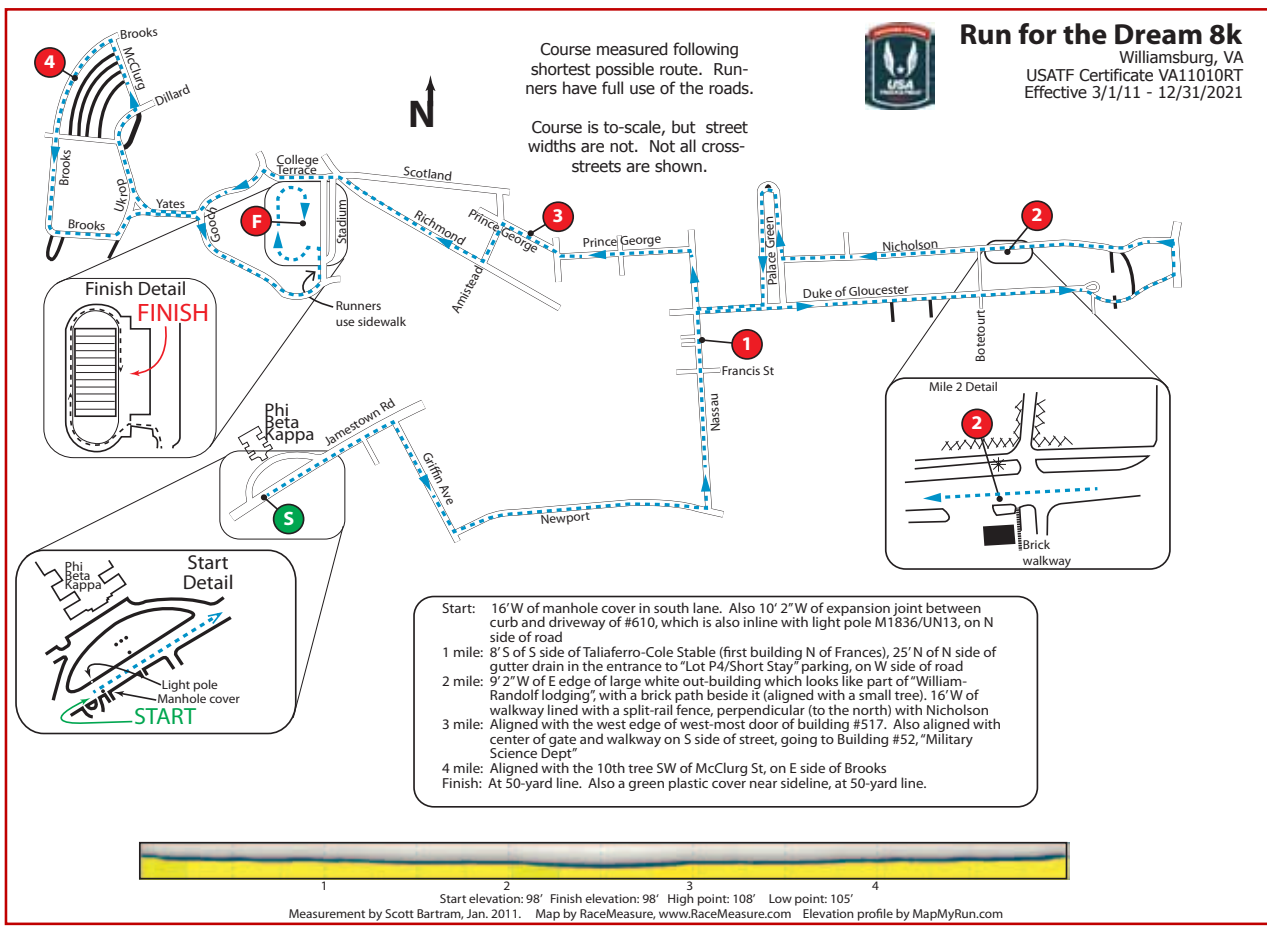 Run for the Dream 8k
Williamsburg, VA
USATF Certificate VA11010RT
Effective 3/1/11 - 12/31/2021
USA
Course measured following
shortest possible route. Run-
ners have full use of the roads.
Course is to-scale, but street
widths are not. Not all cross-
streets are shown.
N
Brooks
4
McClurg
Dillard
Brooks
Ukrop
Brooks
Yates
Goody
College
Terrace
F
Stadium
Scotland
Richmond
Prince George
3
Amistead
Prince George
Palace Green
Nicholson
2
Duke of Gloucester
Botetourt
1
Francis St
Nassau
Runners
use sidewalk
Finish Detail
FINISH
Phi
Beta
Kappa
Jamestown Rd
Griffin Ave
Newport
S
Mile 2 Detail
2
Brick
walkway
Phi
Beta
Kappa
Start
Detail
Light pole
Manhole cover
START
Start: 16' W of manhole cover in south lane. Also 10' 2" W of expansion joint between
curb and driveway of #610, which is also inline with light pole M1836/UN13, on N
side of road
1 mile: 8' S of S side of Taliaferro-Cole Stable (first building N of Frances), 25' N of N side of
gutter drain in the entrance to "Lot P4/Short Stay" parking, on W side of road
2 mile: 9' 2" W of E edge of large white out-building which looks like part of "William-
Randolf lodging", with a brick path beside it (aligned with a small tree). 16' W of
walkway lined with a split-rail fence, perpendicular (to the north) with Nicholson
3 mile: Aligned with the west edge of west-most door of building #517. Also aligned with
center of gate and walkway on S side of street, going to Building #52, "Military
Science Dept"
4 mile: Aligned with the 10th tree SW of McClurg St, on E side of Brooks
Finish: At 50-yard line. Also a green plastic cover near sideline, at 50-yard line.
1 2 3 4
Start elevation: 98' Finish elevation: 98' High point: 108' Low point: 105'
Measurement by Scott Bartram, Jan. 2011. Map by RaceMeasure, www.RaceMeasure.com Elevation profile by MapMyRun.com